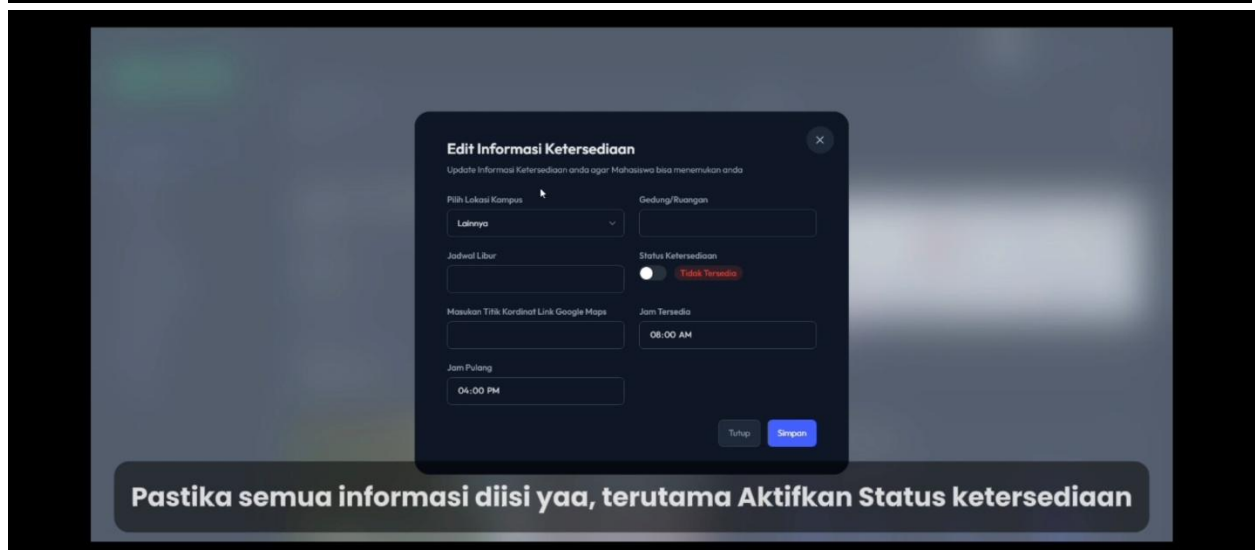 Edit Informasi Ketersediaan
Update Informasi Ketersediaan anda agar Mahasiswa bisa menemukan anda
Pilih Lokasi Kampus
Gedung/Ruangan
Lainnya
Jadwal Libur
Status Ketersediaan
Tidak Tersedia
Masukan Titik Kordinat Link Google Maps
Jam Tersedia
08:00 AM
Jam Pulang
04:00 PM
Tutup
Simpan
Pastika semua informasi diisi yaa, terutama Aktifkan Status ketersediaan